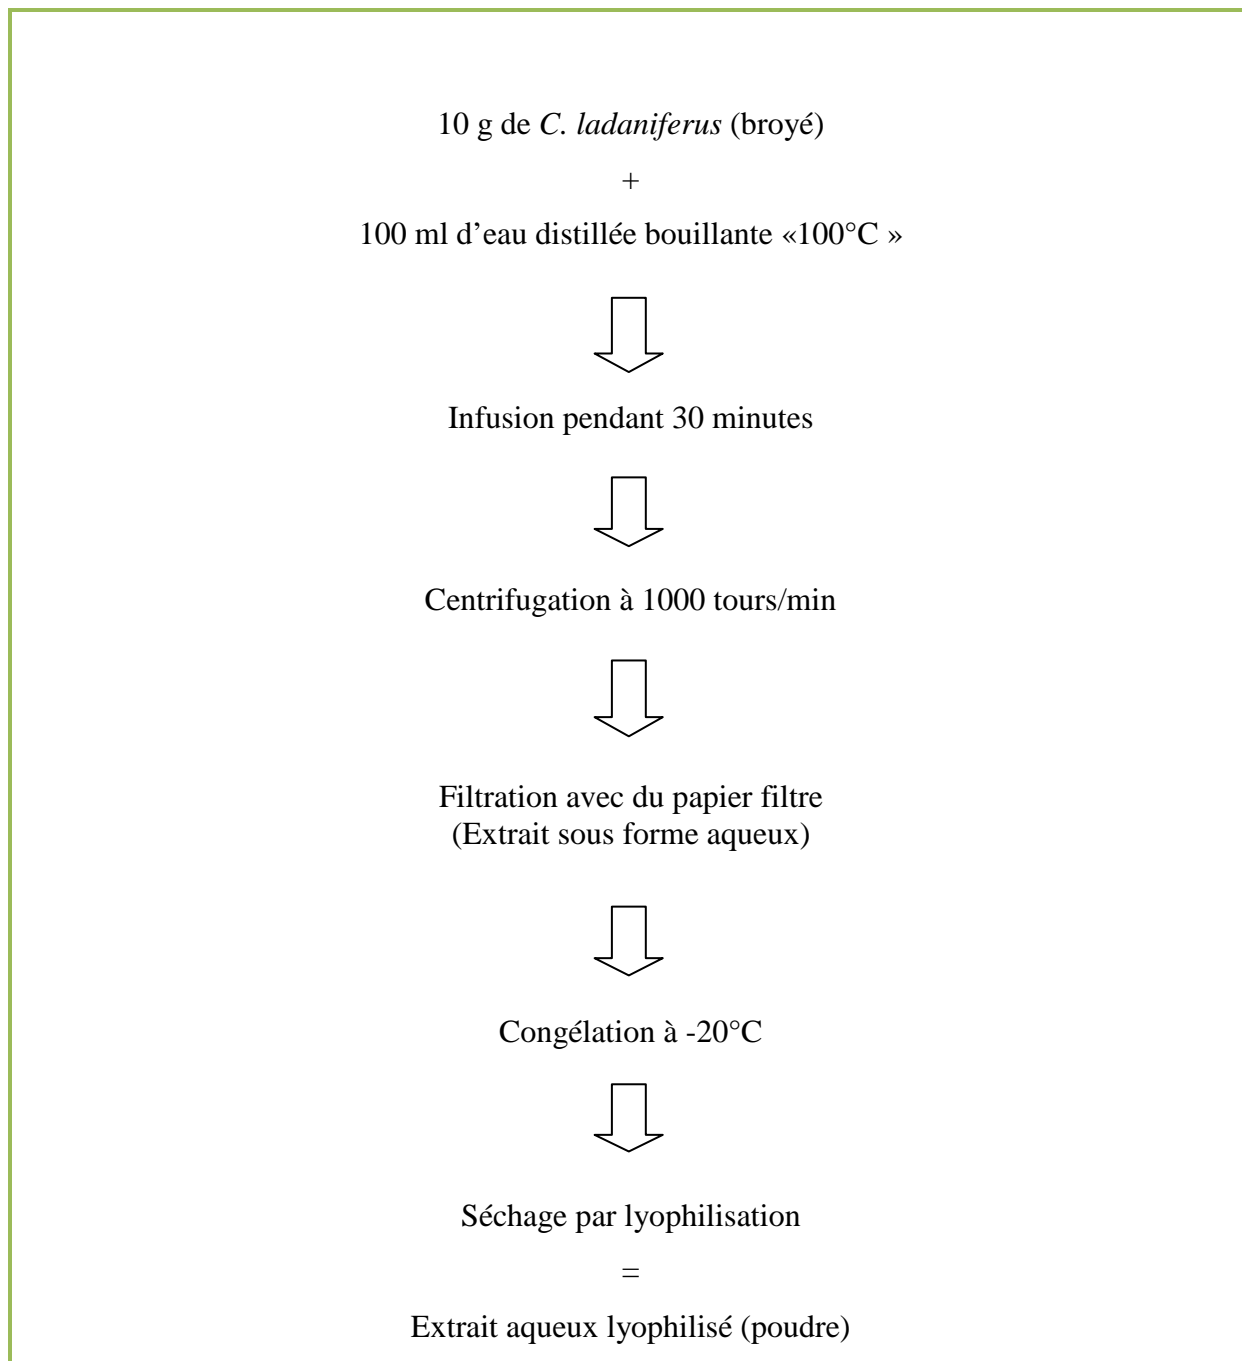 10 g de C. ladaniferus (broyé)
+
100 ml d’eau distillée bouillante «100°C »
Infusion pendant 30 minutes
Centrifugation à 1000 tours/min
Filtration avec du papier filtre
(Extrait sous forme aqueux)
Congélation à -20°C
Séchage par lyophilisation
=
Extrait aqueux lyophilisé (poudre)